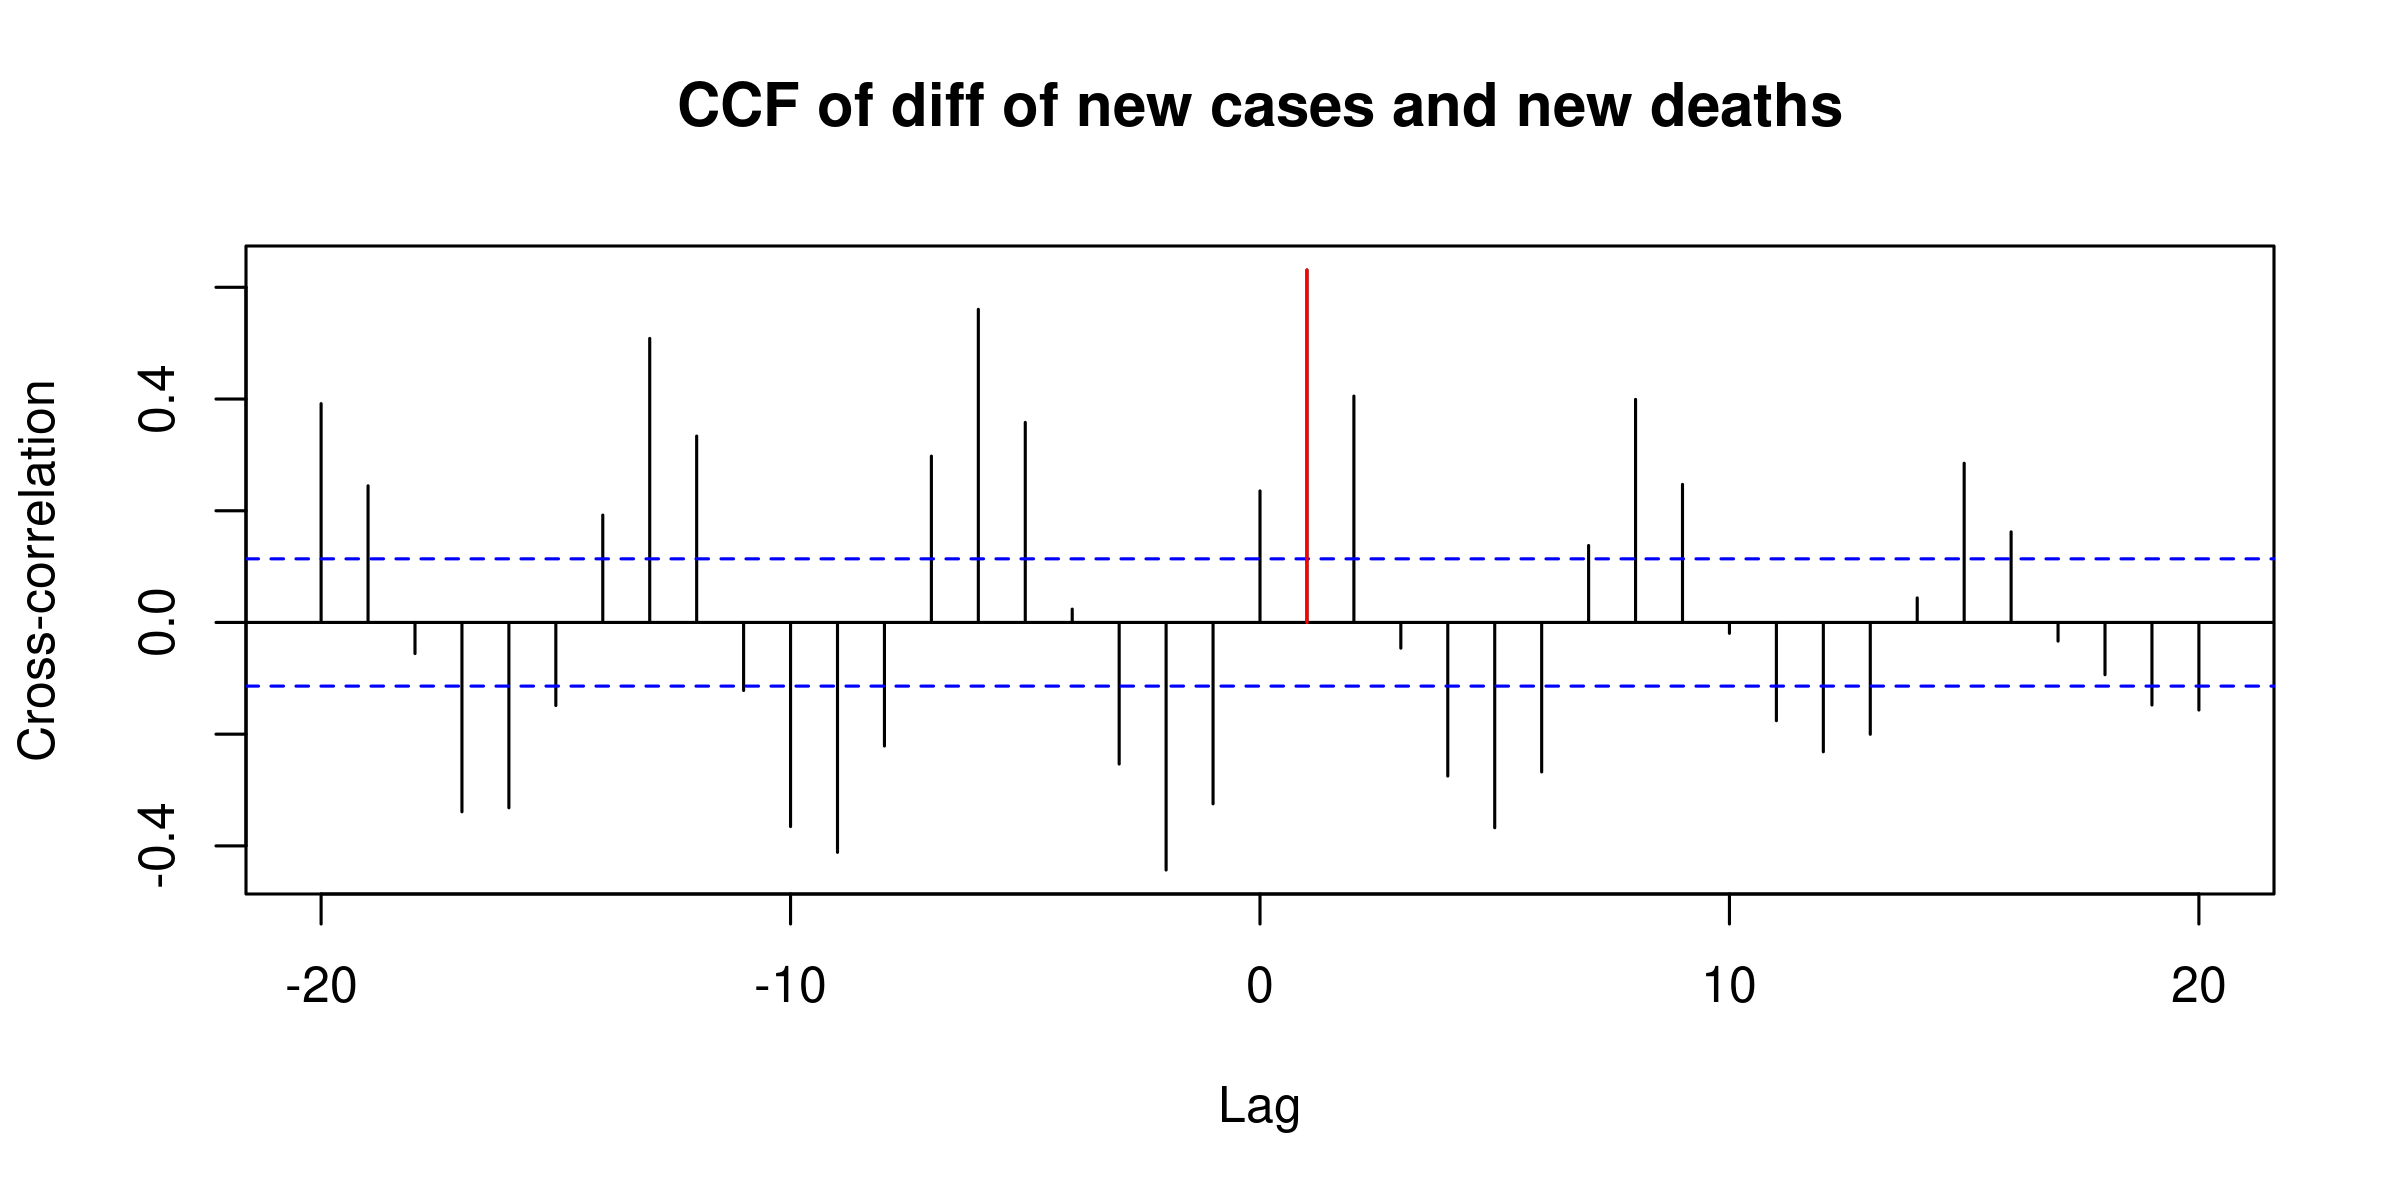 CCF of diff of new cases and new deaths
Cross-correlation
0.4
0.0
-0.4
-20 -10 0 10 20
Lag